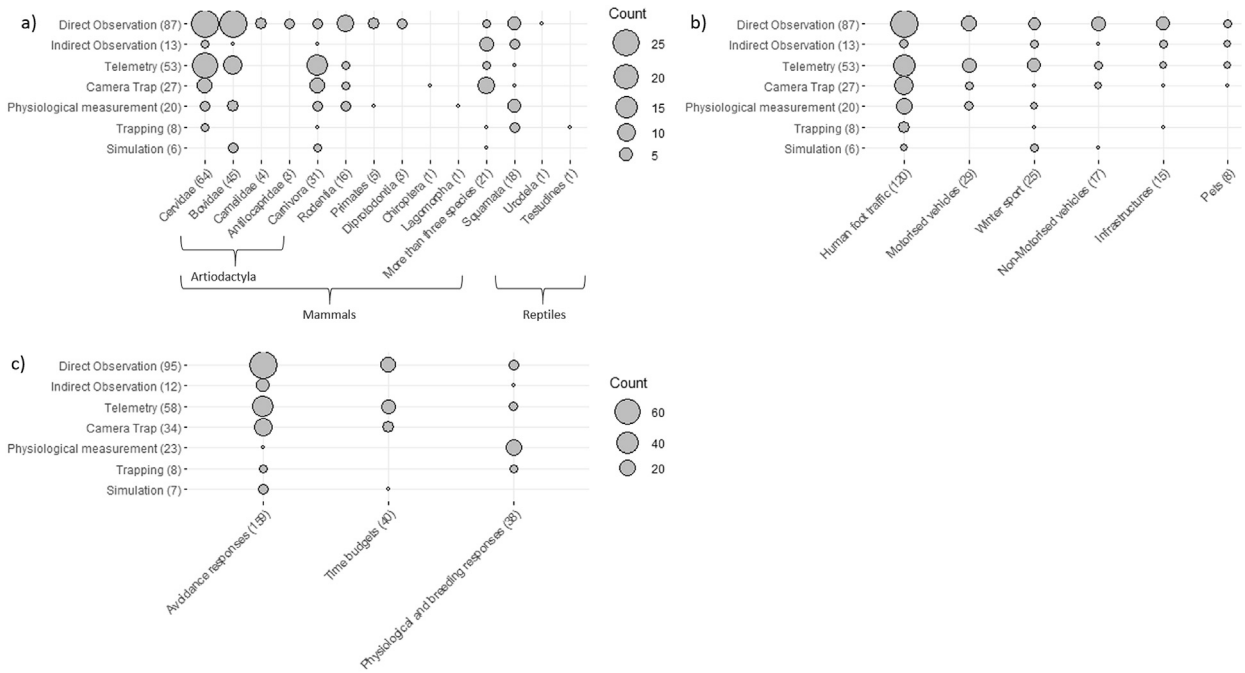 a)
Direct Observation (87)
Indirect Observation (13)
Telemetry (53)
Camera Trap (27)
Physiological measurement (20)
Trapping (8)
Simulation (6)
Cervidae (64)
Bovidae (45)
Camelidae (4)
Antilocapridae (3)
Carnivora (31)
Rodentia (16)
Primates (5)
Diprotodontia (3)
Chiroptera (1)
Lagomorpha (1)
More than three species (21)
Squamata (18)
Urodela (1)
Testudines (1)
Artiodactyla
Mammals
Reptiles
Count
25
20
15
10
5
b)
Direct Observation (87)
Indirect Observation (13)
Telemetry (53)
Camera Trap (27)
Physiological measurement (20)
Trapping (8)
Simulation (6)
Human foot traffic (120)
Motorised vehicles (29)
Winter sport (25)
Non-Motorised vehicles (17)
Infrastructures (15)
Pets (8)
c)
Direct Observation (95)
Indirect Observation (12)
Telemetry (58)
Camera Trap (34)
Physiological measurement (23)
Trapping (8)
Simulation (7)
Avoidance responses (159)
Time budgets (40)
Physiological and breeding responses (38)
Count
60
40
20